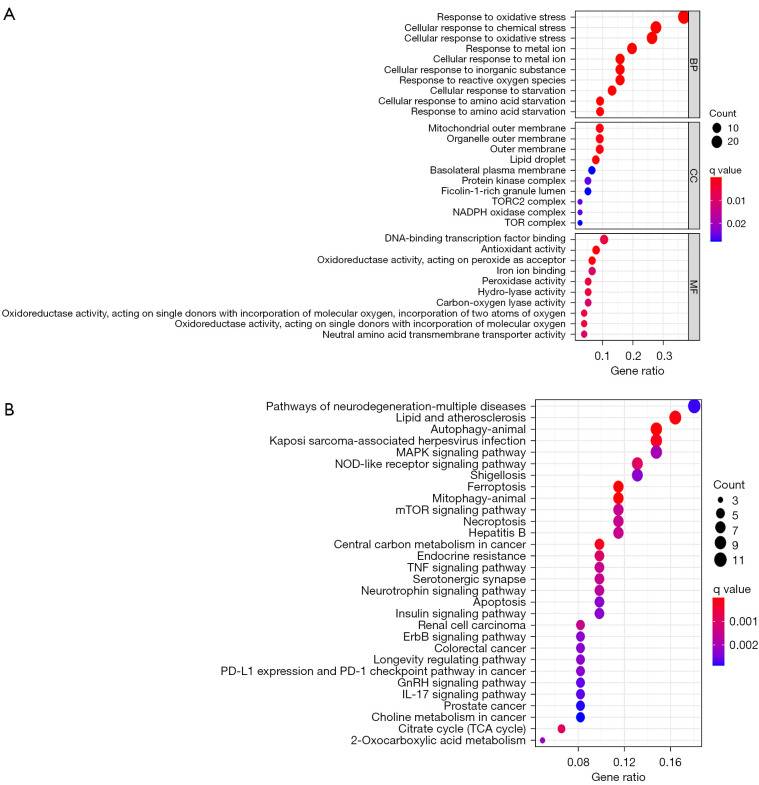 A
Response to oxidative stress
Cellular response to chemical stress
Cellular response to oxidative stress
Response to metal ion
Cellular response to metal ion
Cellular response to inorganic substance
Response to reactive oxygen species
Cellular response to starvation
Cellular response to amino acid starvation
Response to amino acid starvation
BP
Mitochondrial outer membrane
Organelle outer membrane
Outer membrane
Lipid droplet
Basolateral plasma membrane
Protein kinase complex
Ficolin-1-rich granule lumen
TORC2 complex
NADPH oxidase complex
TOR complex
CC
DNA-binding transcription factor binding
Antioxidant activity
Oxidoreductase activity, acting on peroxide as acceptor
Iron ion binding
Peroxidase activity
Hydro-lyase activity
Carbon-oxygen lyase activity
Oxidoreductase activity, acting on single donors with incorporation of molecular oxygen, incorporation of two atoms of oxygen
Oxidoreductase activity, acting on single donors with incorporation of molecular oxygen
Neutral amino acid transmembrane transporter activity
MF
0.1 0.2 0.3
Gene ratio
Count
10
20
q value
0.01
0.02
B
Pathways of neurodegeneration-multiple diseases
Lipid and atherosclerosis
Autophagy-animal
Kaposi sarcoma-associated herpesvirus infection
MAPK signaling pathway
NOD-like receptor signaling pathway
Shigellosis
Ferroptosis
Mitophagy-animal
mTOR signaling pathway
Necroptosis
Hepatitis B
Central carbon metabolism in cancer
Endocrine resistance
TNF signaling pathway
Serotonergic synapse
Neurotrophin signaling pathway
Apoptosis
Insulin signaling pathway
Renal cell carcinoma
ErbB signaling pathway
Colorectal cancer
Longevity regulating pathway
PD-L1 expression and PD-1 checkpoint pathway in cancer
GnRH signaling pathway
IL-17 signaling pathway
Prostate cancer
Choline metabolism in cancer
Citrate cycle (TCA cycle)
2-Oxocarboxylic acid metabolism
0.08 0.12 0.16
Gene ratio
Count
3
5
7
9
11
q value
0.001
0.002